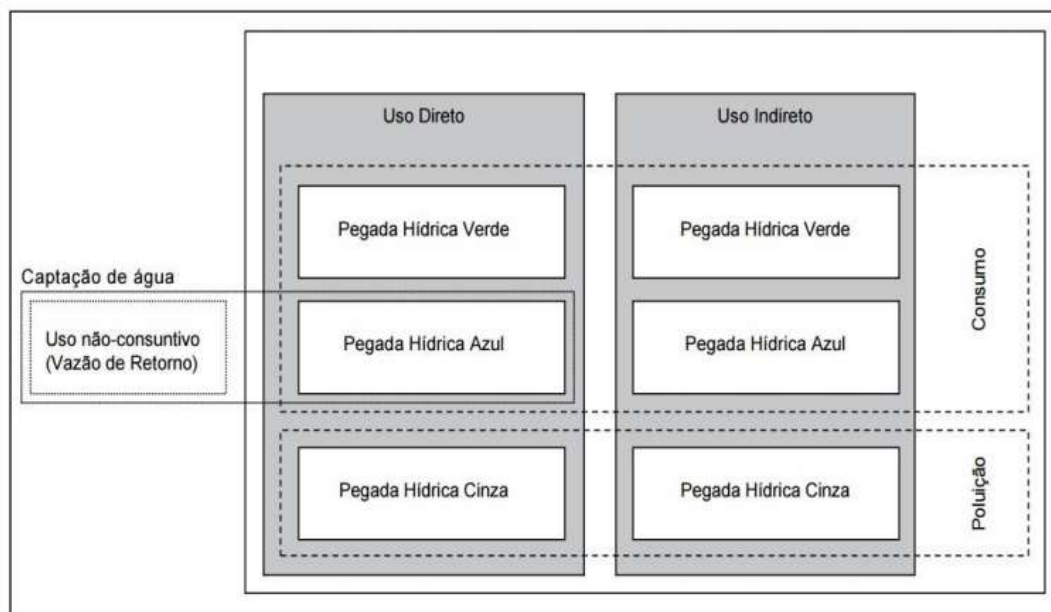 Uso Direto
Uso Indireto
Pegada Hídrica Verde
Pegada Hídrica Verde
Consumo
Captação de água
Uso não-consuntivo
(Vazão de Retorno)
Pegada Hídrica Azul
Pegada Hídrica Azul
Pegada Hídrica Cinza
Pegada Hídrica Cinza
Poluição